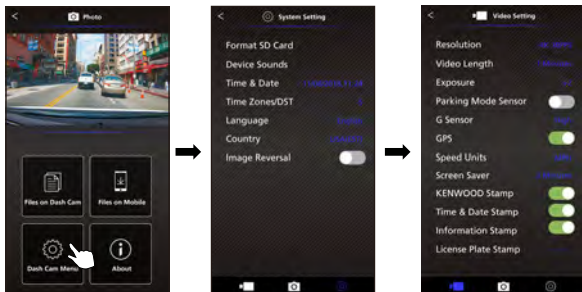 Photo
Files on Dash Cam
Files on Mobile
Dash Cam Menu
About
System Setting
Format SD Card
Device Sounds
Time & Date
Time Zones/DST
Language
Country
Image Reversal
Video Setting
Resolution
Video Length
Exposure
Parking Mode Sensor
G Sensor
GPS
Speed Units
Screen Saver
KENWOOD Stamp
Time & Date Stamp
Information Stamp
License Plate Stamp